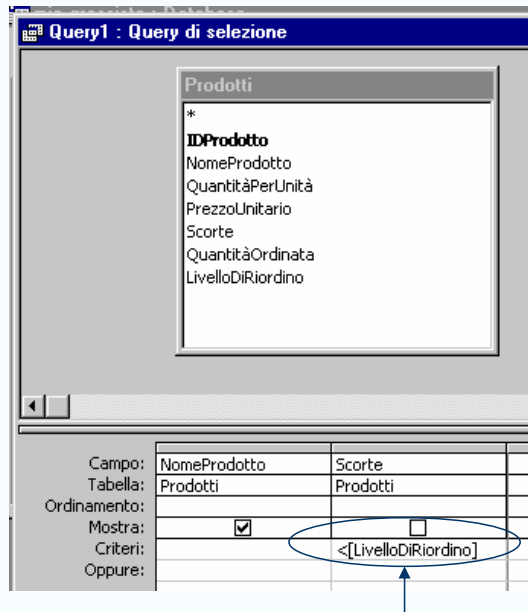 Query1 : Query di selezione
Prodotti
*
IDProdotto
NomeProdotto
QuantitàPerUnità
PrezzoUnitario
Scorte
QuantitàOrdinata
LivelloDiRiordino
Campo: NomeProdotto Scorte
Tabella: Prodotti Prodotti
Ordinamento:
Mostra:
Criteri: <[LivelloDiRiordino]
Oppure: